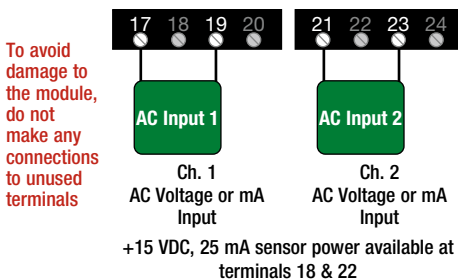 17 18 19 20
21 22 23 24
To avoid
damage to
the module,
do not
make any
connections
to unused
terminals
AC Input 1
AC Input 2
Ch. 1
AC Voltage or mA
Input
Ch. 2
AC Voltage or mA
Input
+15 VDC, 25 mA sensor power available at
terminals 18 & 22